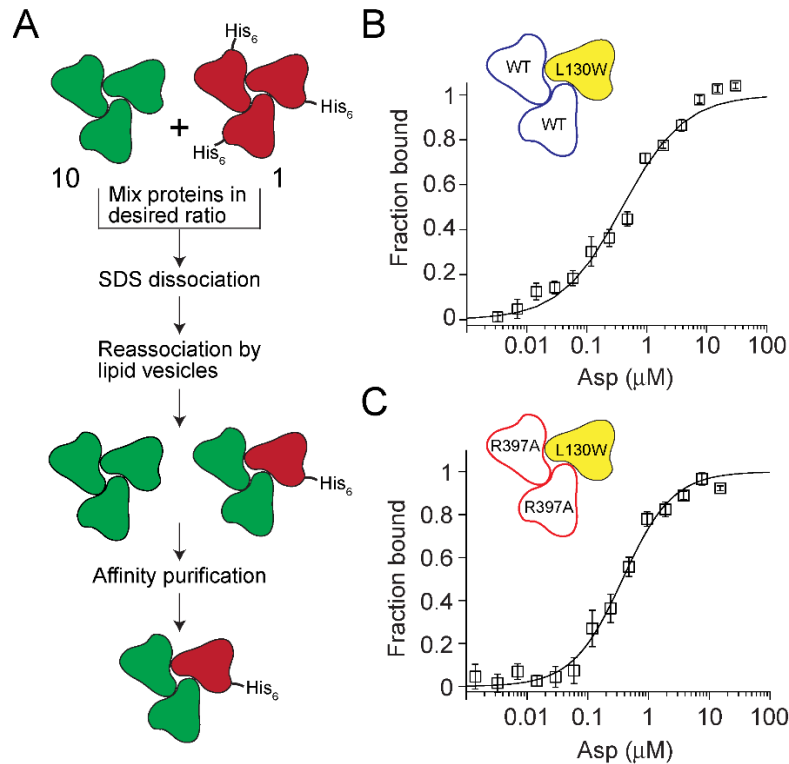 A
His6
His6
His6
+
10
1
Mix proteins in
desired ratio
SDS dissociation
Reassociation by
lipid vesicles
His6
Affinity purification
His6
B
WT
L130W
WT
Fraction bound
1
0.8
0.6
0.4
0.2
0
0.01
0.1
1
10
100
Asp (μM)
C
R397A
L130W
R397A
Fraction bound
1
0.8
0.6
0.4
0.2
0
0.01
0.1
1
10
100
Asp (μM)